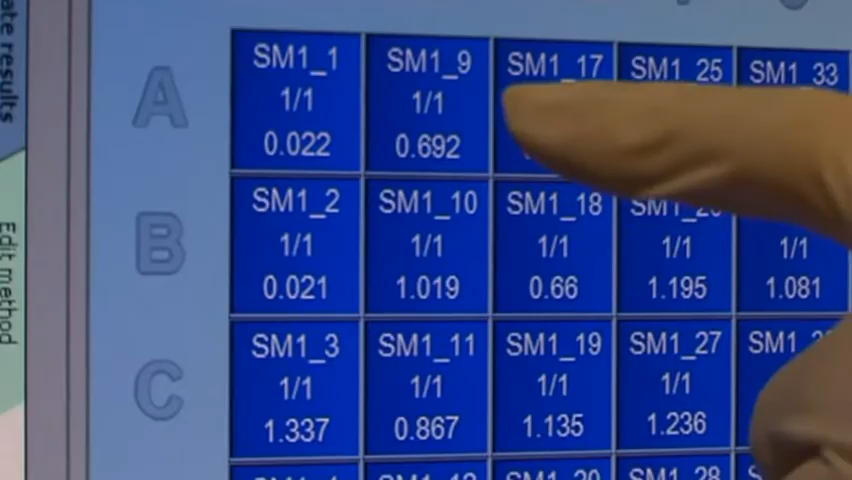 ate results
Edit method
A
SM1_1
1/1
0.022
SM1_9
1/1
0.692
SM1_17
SM1_25
SM1_33
B
SM1_2
1/1
0.021
SM1_10
1/1
1.019
SM1_18
1/1
0.66
1/1
1.195
1/1
1.081
C
SM1_3
1/1
1.337
SM1_11
1/1
0.867
SM1_19
1/1
1.135
SM1_27
1/1
1.236
SM1
SM1_20
SM1_28